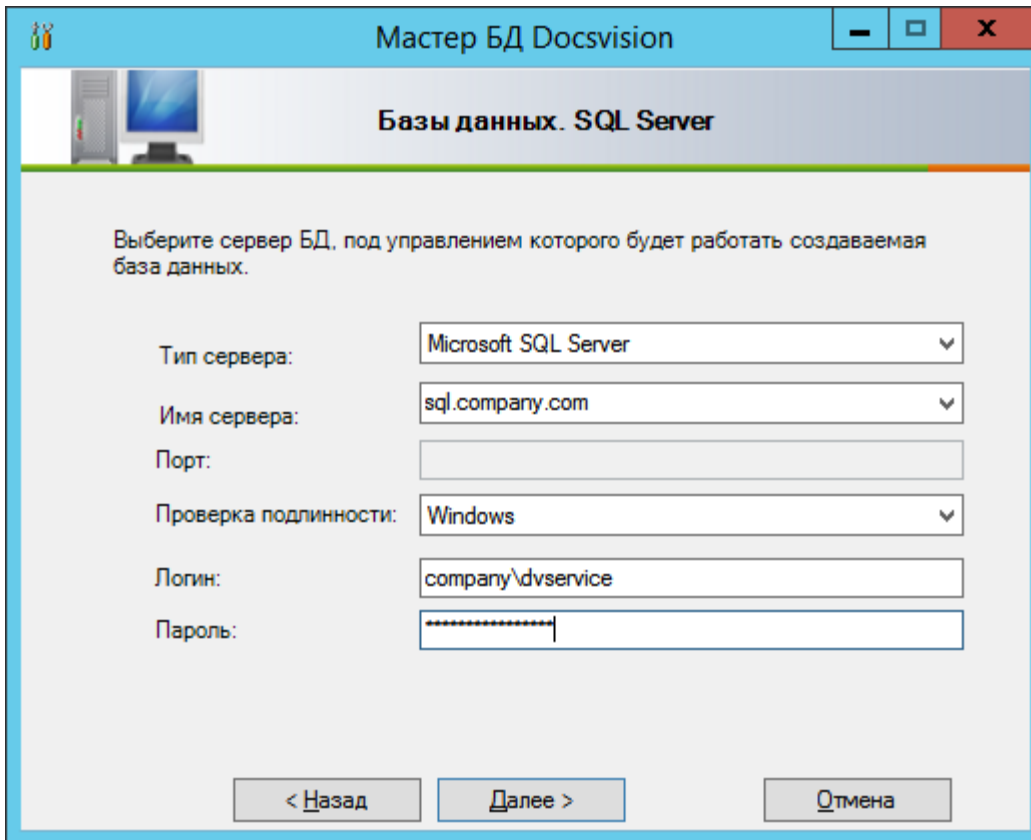 Мастер БД Docsvision
Базы данных. SQL Server
Выберите сервер БД, под управлением которого будет работать создаваемая
база данных.
Тип сервера: Microsoft SQL Server
Имя сервера: sql.company.com
Порт:
Проверка подлинности: Windows
Логин: company\dvservice
Пароль: ****************
< Назад Далее > Отмена